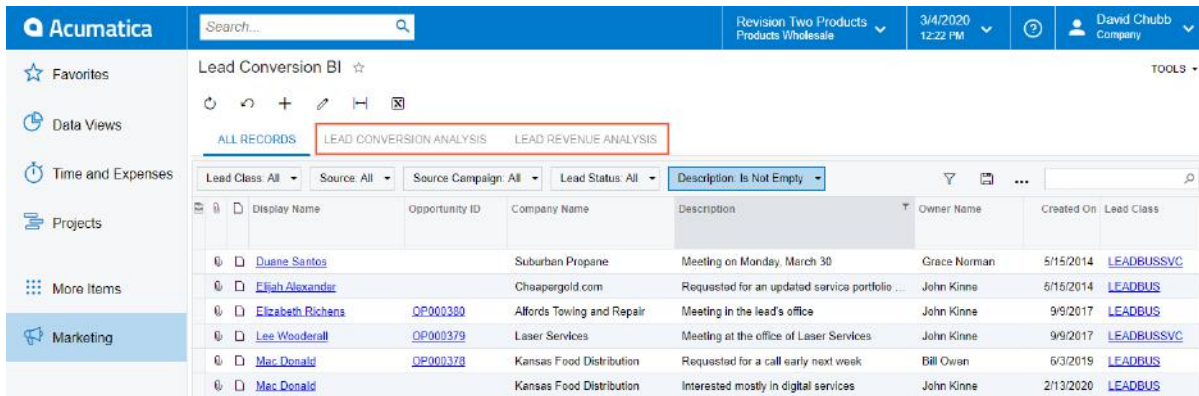 Acumatica
Search...
Revision Two Products
Products Wholesale
3/4/2020
12:22 PM
David Chubb
Company
Favorites
Data Views
Time and Expenses
Projects
More Items
Marketing
Lead Conversion BI
TOOLS
ALL RECORDS LEAD CONVERSION ANALYSIS LEAD REVENUE ANALYSIS
Lead Class: All Source: All Source Campaign: All Lead Status: All Description: Is Not Empty
Display Name Opportunity ID Company Name Description Owner Name Created On Lead Class
Duane Santos Suburban Propane Meeting on Monday, March 30 Grace Norman 5/15/2014 LEADBUSSVC
Elijah Alexander Cheapergold.com Requested for an updated service portfolio ... John Kinne 5/15/2014 LEADBUS
Elizabeth Richens OP000380 Alfords Towing and Repair Meeting in the lead's office John Kinne 9/9/2017 LEADBUS
Lee Wooderall OP000379 Laser Services Meeting at the office of Laser Services John Kinne 9/9/2017 LEADBUSSVC
Mac Donald OP000378 Kansas Food Distribution Requested for a call early next week Bill Owen 6/3/2019 LEADBUS
Mac Donald Kansas Food Distribution Interested mostly in digital services John Kinne 2/13/2020 LEADBUS